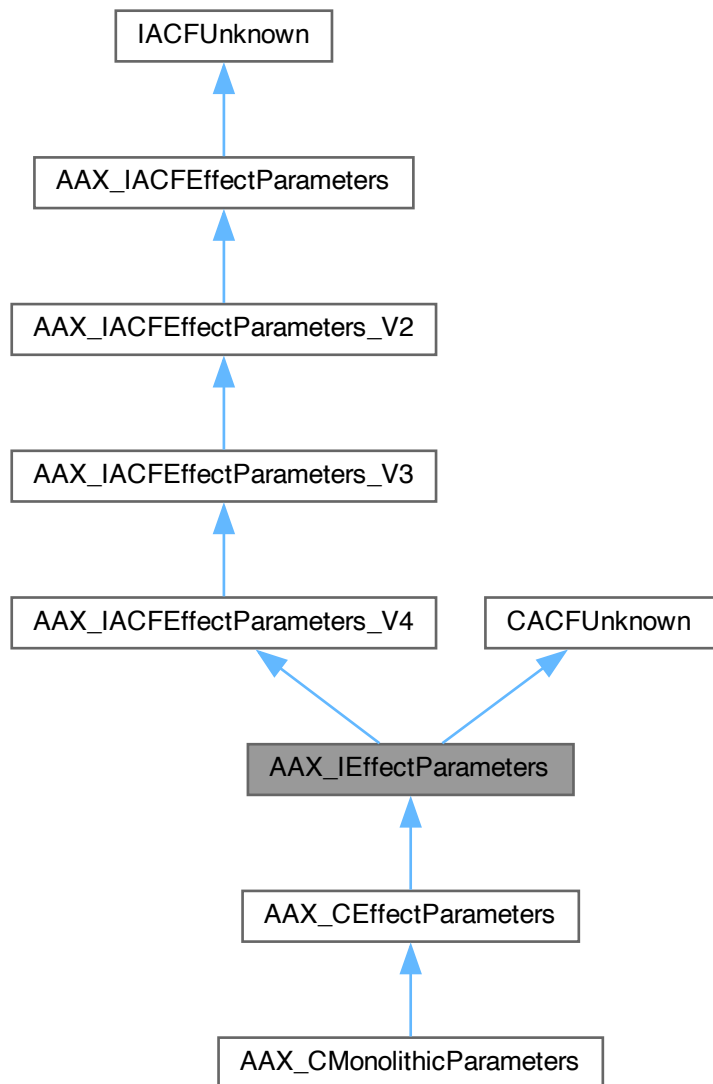 IACFUnknown
AAX_IACFEffectParameters
AAX_IACFEffectParameters_V2
AAX_IACFEffectParameters_V3
AAX_IACFEffectParameters_V4
CACFUnknown
AAX_IEffectParameters
AAX_CEffectParameters
AAX_CMonolithicParameters